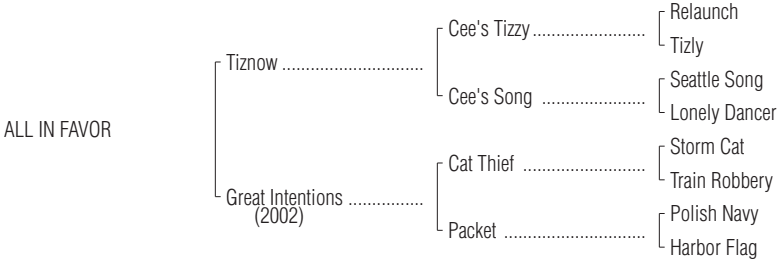 Relaunch
Cee's Tizzy ..........................
Tizly
Tiznow .................................
Seattle Song
Cee's Song ........................
Lonely Dancer
ALL IN FAVOR
Storm Cat
Cat Thief ............................
Train Robbery
Great Intentions ................
(2002)
Polish Navy
Packet .................................
Harbor Flag